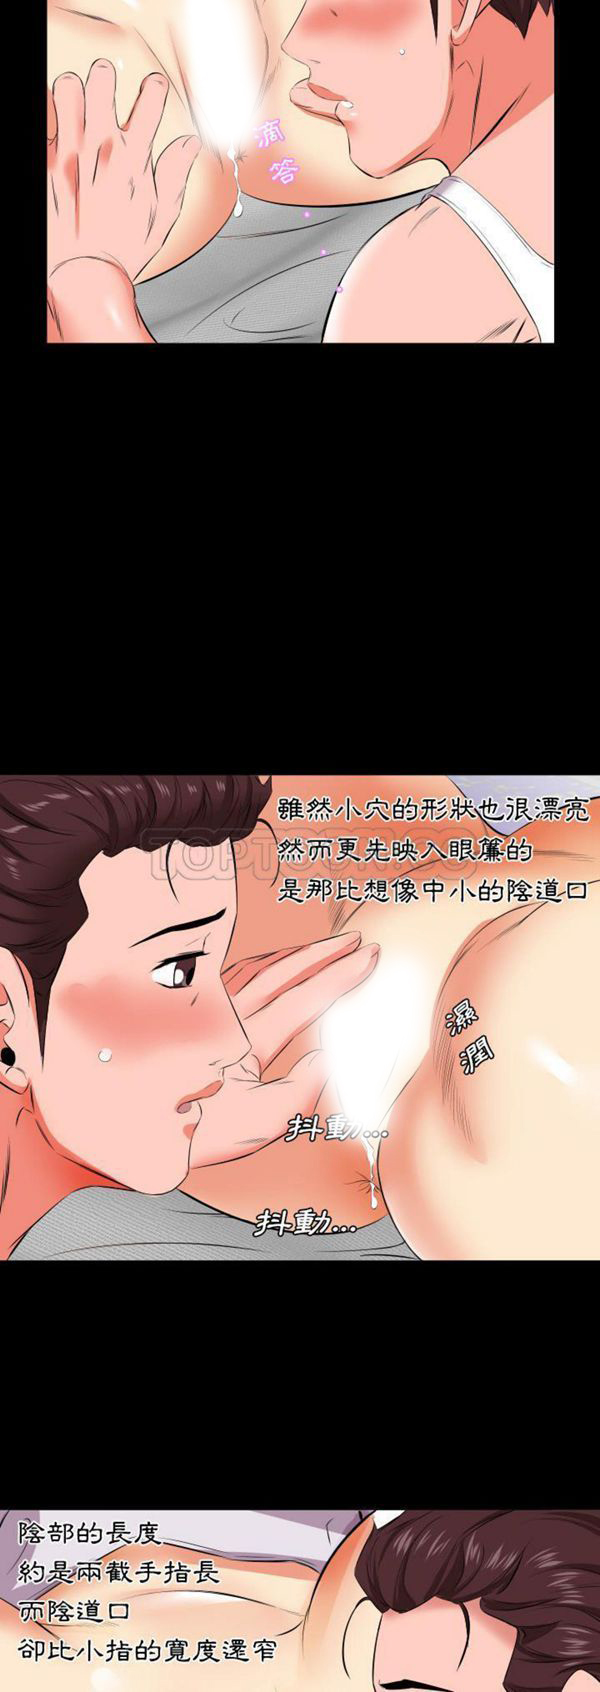 滴
答
雖然小穴的形狀也很漂亮
然而更先映入眼簾的
是那比想像中小的陰道口
濕
潤
抖動...
抖動...
陰部的長度
約是兩截手指長
而陰道口
卻比小指的寬度還窄